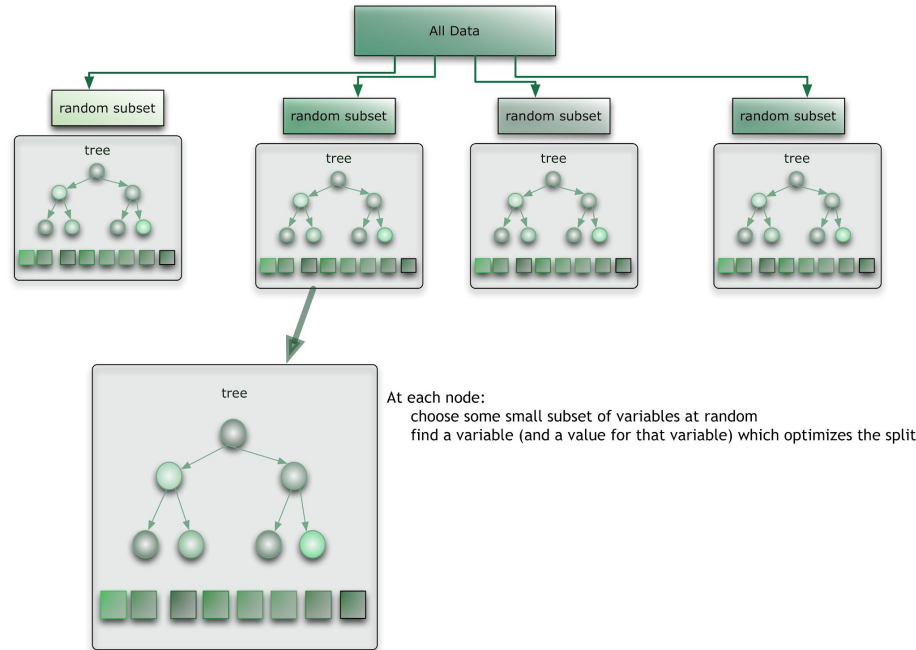 All Data
random subset
random subset
random subset
random subset
tree
tree
tree
tree
tree
At each node:
choose some small subset of variables at random
find a variable (and a value for that variable) which optimizes the split